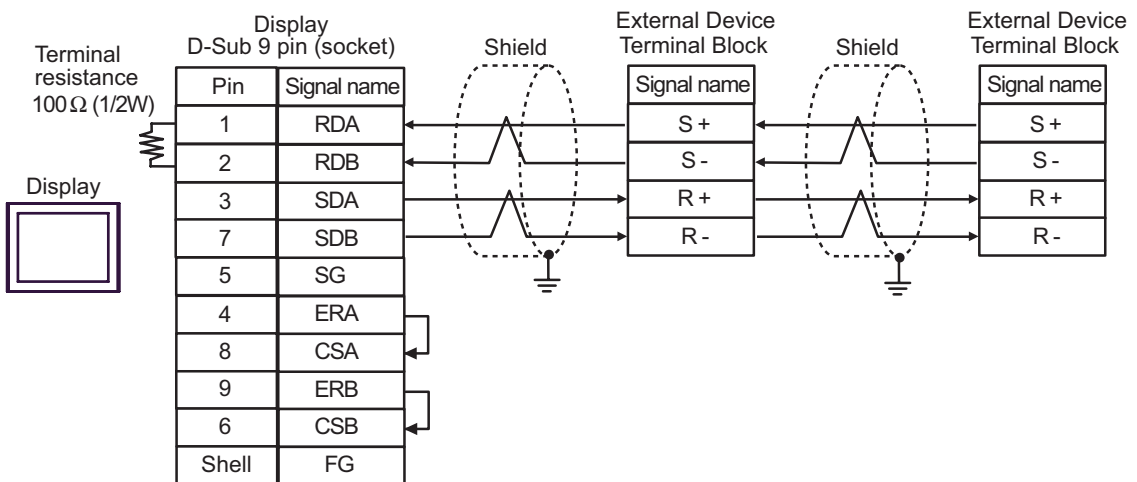 Display
D-Sub 9 pin (socket)
Terminal
resistance
100Ω (1/2W)
Display
Pin Signal name
1 RDA
2 RDB
3 SDA
7 SDB
5 SG
4 ERA
8 CSA
9 ERB
6 CSB
Shell FG
Shield
External Device
Terminal Block
Signal name
S +
S -
R +
R -
Shield
External Device
Terminal Block
Signal name
S +
S -
R +
R -